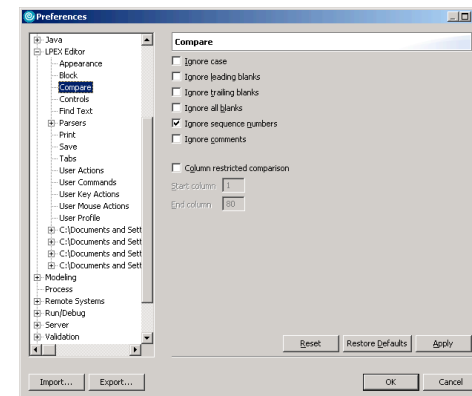 Preferences
Java
LPEX Editor
Appearance
Block
Compare
Controls
Find Text
Parsers
Print
Save
Tabs
User Actions
User Commands
User Key Actions
User Mouse Actions
User Profile
C:\Documents and Sett
C:\Documents and Sett
C:\Documents and Sett
Modeling
Process
Remote Systems
Run/Debug
Server
Validation
Compare
Ignore case
Ignore leading blanks
Ignore trailing blanks
Ignore all blanks
Ignore sequence numbers
Ignore comments
Column restricted comparison
Start column 1
End column 80
Reset Restore Defaults Apply
Import... Export... OK Cancel